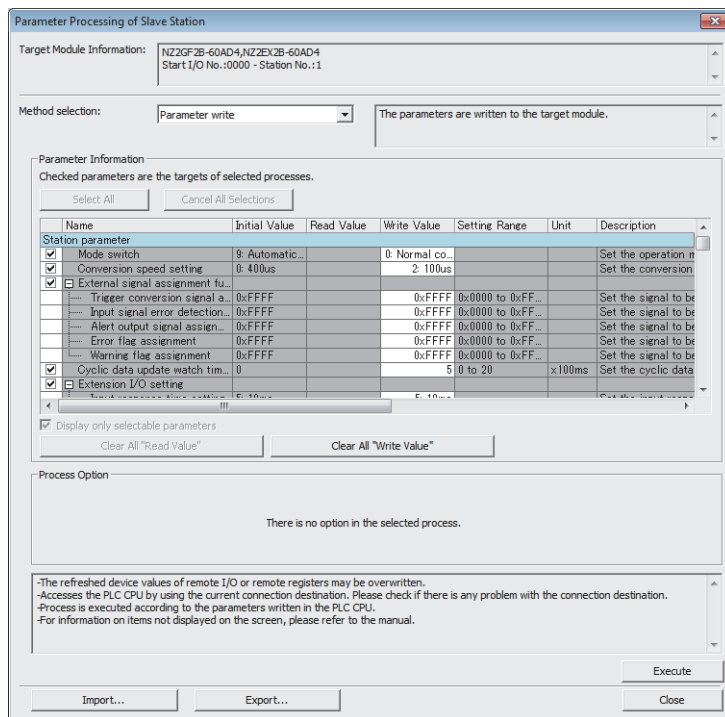 Parameter Processing of Slave Station
Target Module Information: NZ2GF2B-60AD4,NZ2EX2B-60AD4
Start I/O No.:0000 - Station No.:1
Method selection: Parameter write The parameters are written to the target module.
Parameter Information
Checked parameters are the targets of selected processes.
Select All Cancel All Selections
Name Initial Value Read Value Write Value Setting Range Unit Description
Station parameter
Mode switch 9: Automatic... 0: Normal co... Set the operation m
Conversion speed setting 0: 400us 2: 100us Set the conversion
External signal assignment fu...
Trigger conversion signal a... 0xFFFF 0xFFFF 0x0000 to 0xFF... Set the signal to be
Input signal error detection... 0xFFFF 0xFFFF 0x0000 to 0xFF... Set the signal to be
Alert output signal assign... 0xFFFF 0xFFFF 0x0000 to 0xFF... Set the signal to be
Error flag assignment 0xFFFF 0xFFFF 0x0000 to 0xFF... Set the signal to be
Warning flag assignment 0xFFFF 0xFFFF 0x0000 to 0xFF... Set the signal to be
Cyclic data update watch tim... 0 5 0 to 20 x100ms Set the cyclic data
Extension I/O setting
Input response time setting 5: 10ms 5: 10ms Set the input
Display only selectable parameters
Clear All "Read Value" Clear All "Write Value"
Process Option
There is no option in the selected process.
-The refreshed device values of remote I/O or remote registers may be overwritten.
-Accesses the PLC CPU by using the current connection destination. Please check if there is any problem with the connection destination.
-Process is executed according to the parameters written in the PLC CPU.
-For information on items not displayed on the screen, please refer to the manual.
Execute
Import... Export... Close